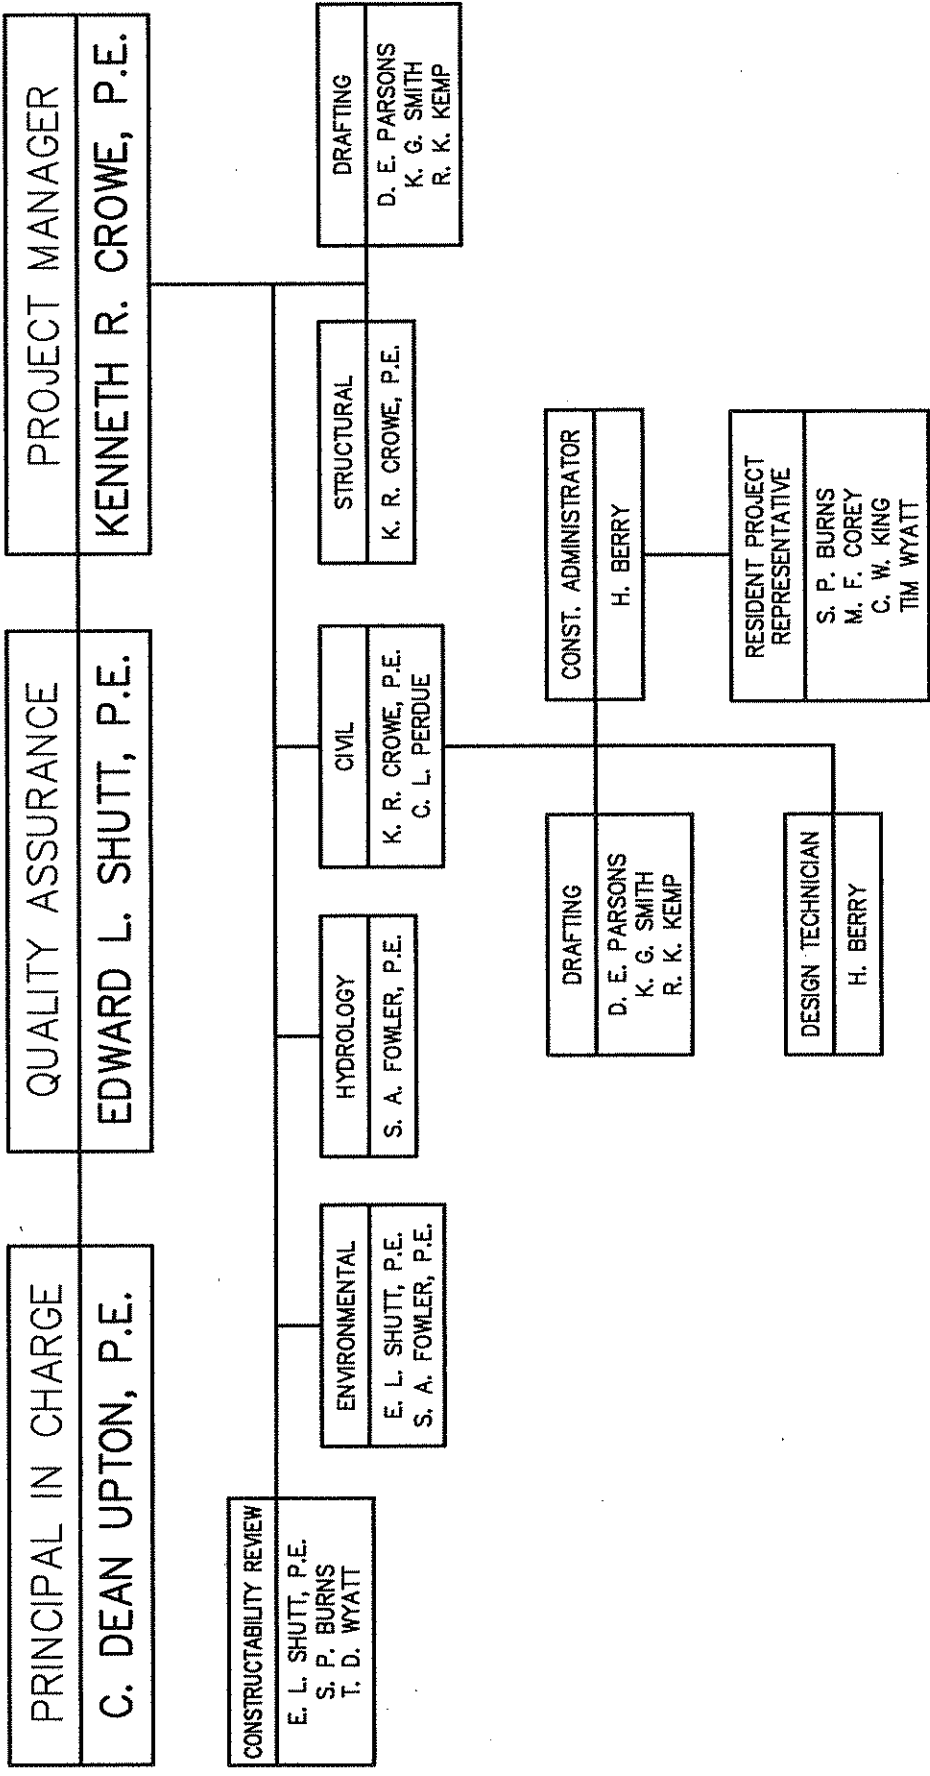 PRINCIPAL IN CHARGE
C. DEAN UPTON, P.E.
QUALITY ASSURANCE
EDWARD L. SHUTT, P.E.
PROJECT MANAGER
KENNETH R. CROWE, P.E.
CONSTRUCTABILITY REVIEW
E. L. SHUTT, P.E.
S. P. BURNS
T. D. WYATT
ENVIRONMENTAL
E. L. SHUTT, P.E.
S. A. FOWLER, P.E.
HYDROLOGY
S. A. FOWLER, P.E.
CIVIL
K. R. CROWE, P.E.
C. L. PERDUE
STRUCTURAL
K. R. CROWE, P.E.
DRAFTING
D. E. PARSONS
K. G. SMITH
R. K. KEMP
DRAFTING
D. E. PARSONS
K. G. SMITH
R. K. KEMP
CONST. ADMINISTRATOR
H. BERRY
DESIGN TECHNICIAN
H. BERRY
RESIDENT PROJECT
REPRESENTATIVE
S. P. BURNS
M. F. COREY
C. W. KING
TIM WYATT